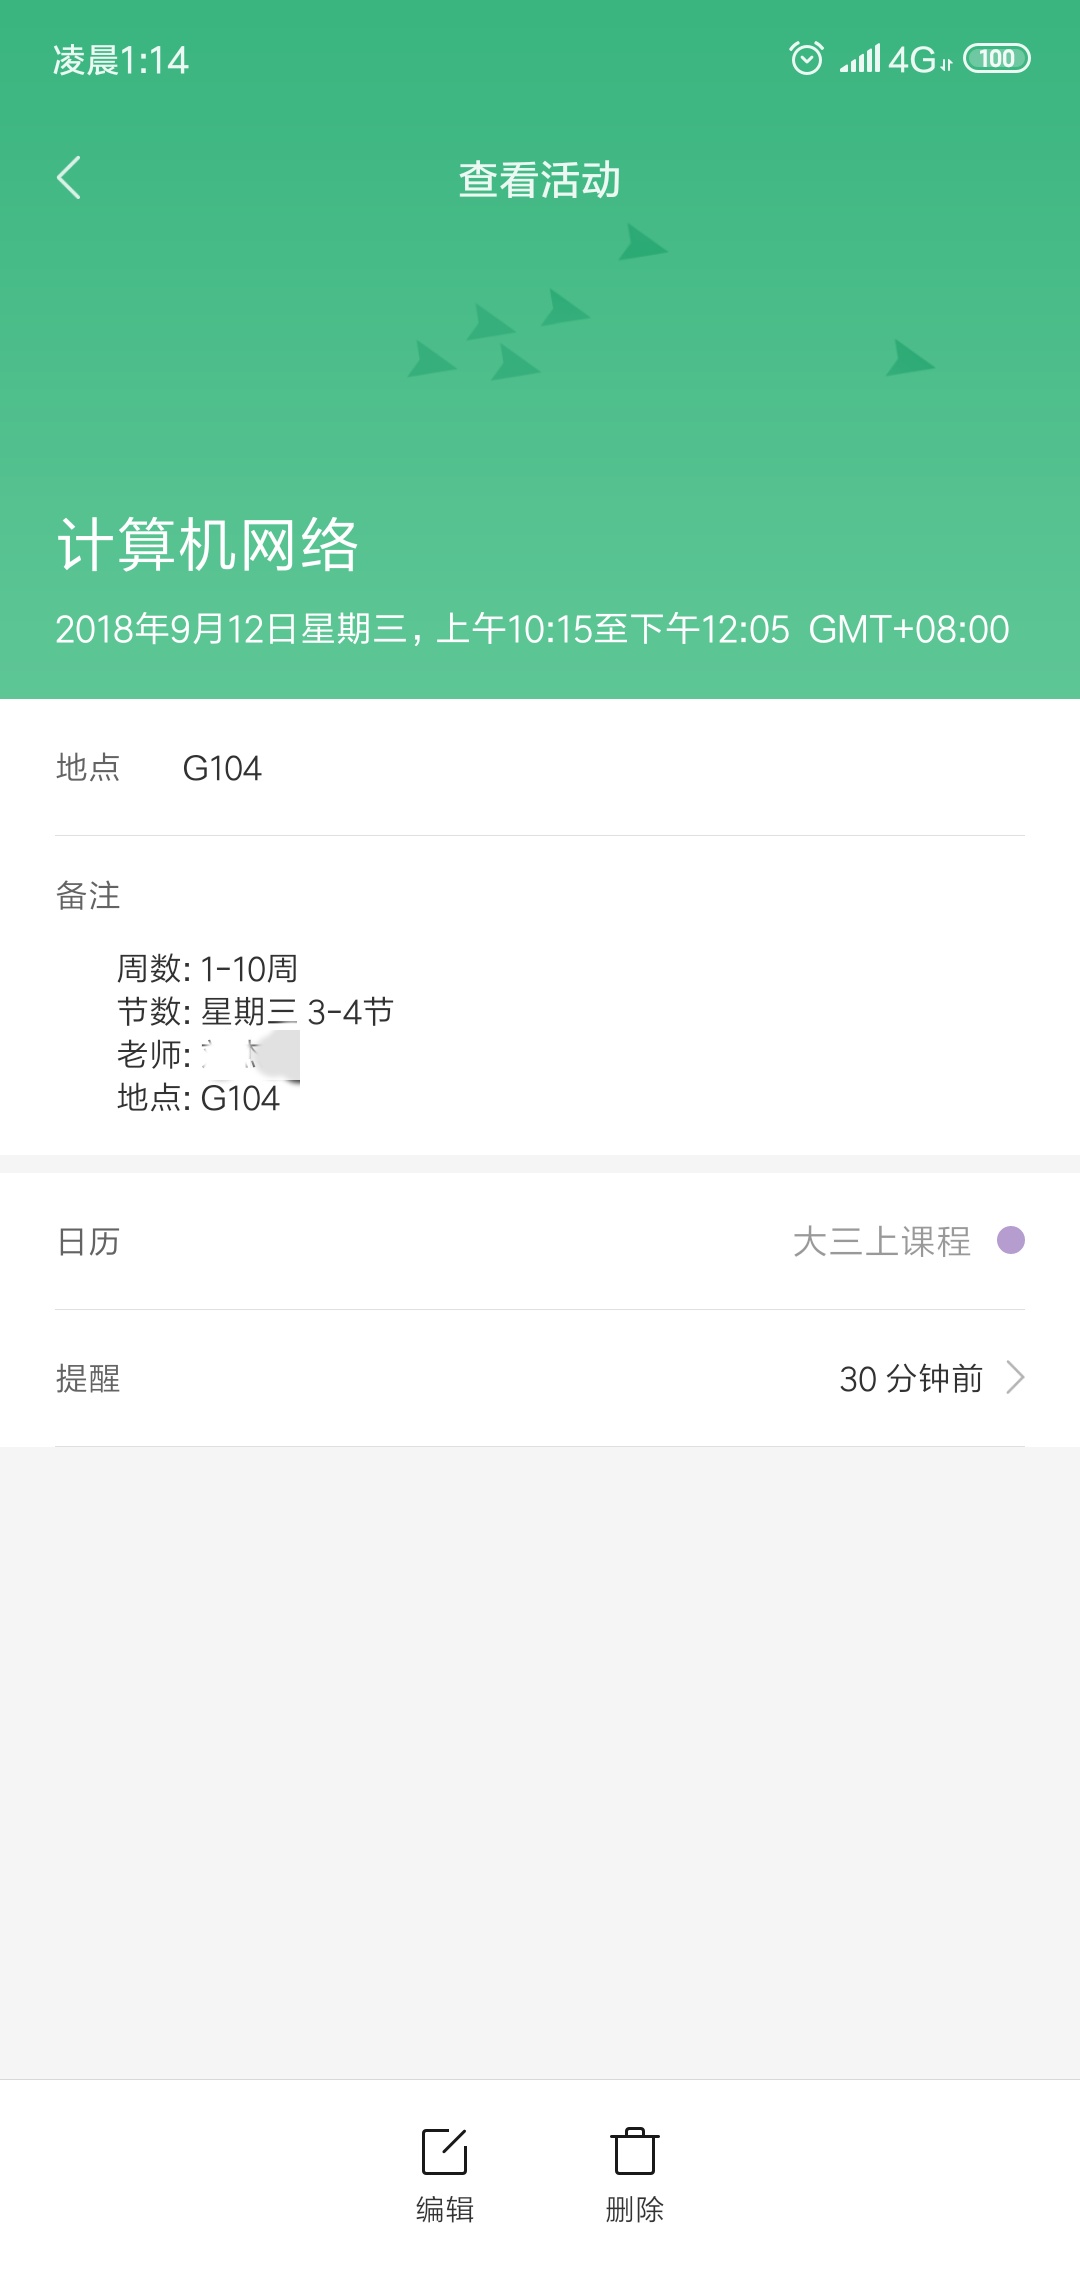 凌晨1:14
4G
100
查看活动
计算机网络
2018年9月12日星期三，上午10:15至下午12:05 GMT+08:00
地点 G104
备注
周数: 1-10周
节数: 星期三 3-4节
老师:
地点: G104
日历 大三上课程
提醒 30 分钟前
编辑 删除